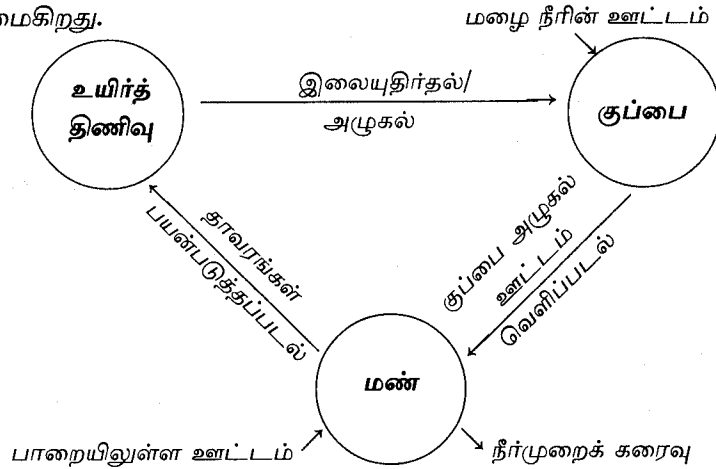 மைகிறது.
மழை நீரின் ஊட்டம்
உயிர்த்
திணிவு
இலையுதிர்தல்/
அழுகல்
குப்பை
தாவரங்கள்
பயன்படுத்தப்படல்
குப்பை அழுகல்
ஊட்டம்
வெளிப்படல்
மண்
பாறையிலுள்ள ஊட்டம்
நீர்முறைக் கரைவு